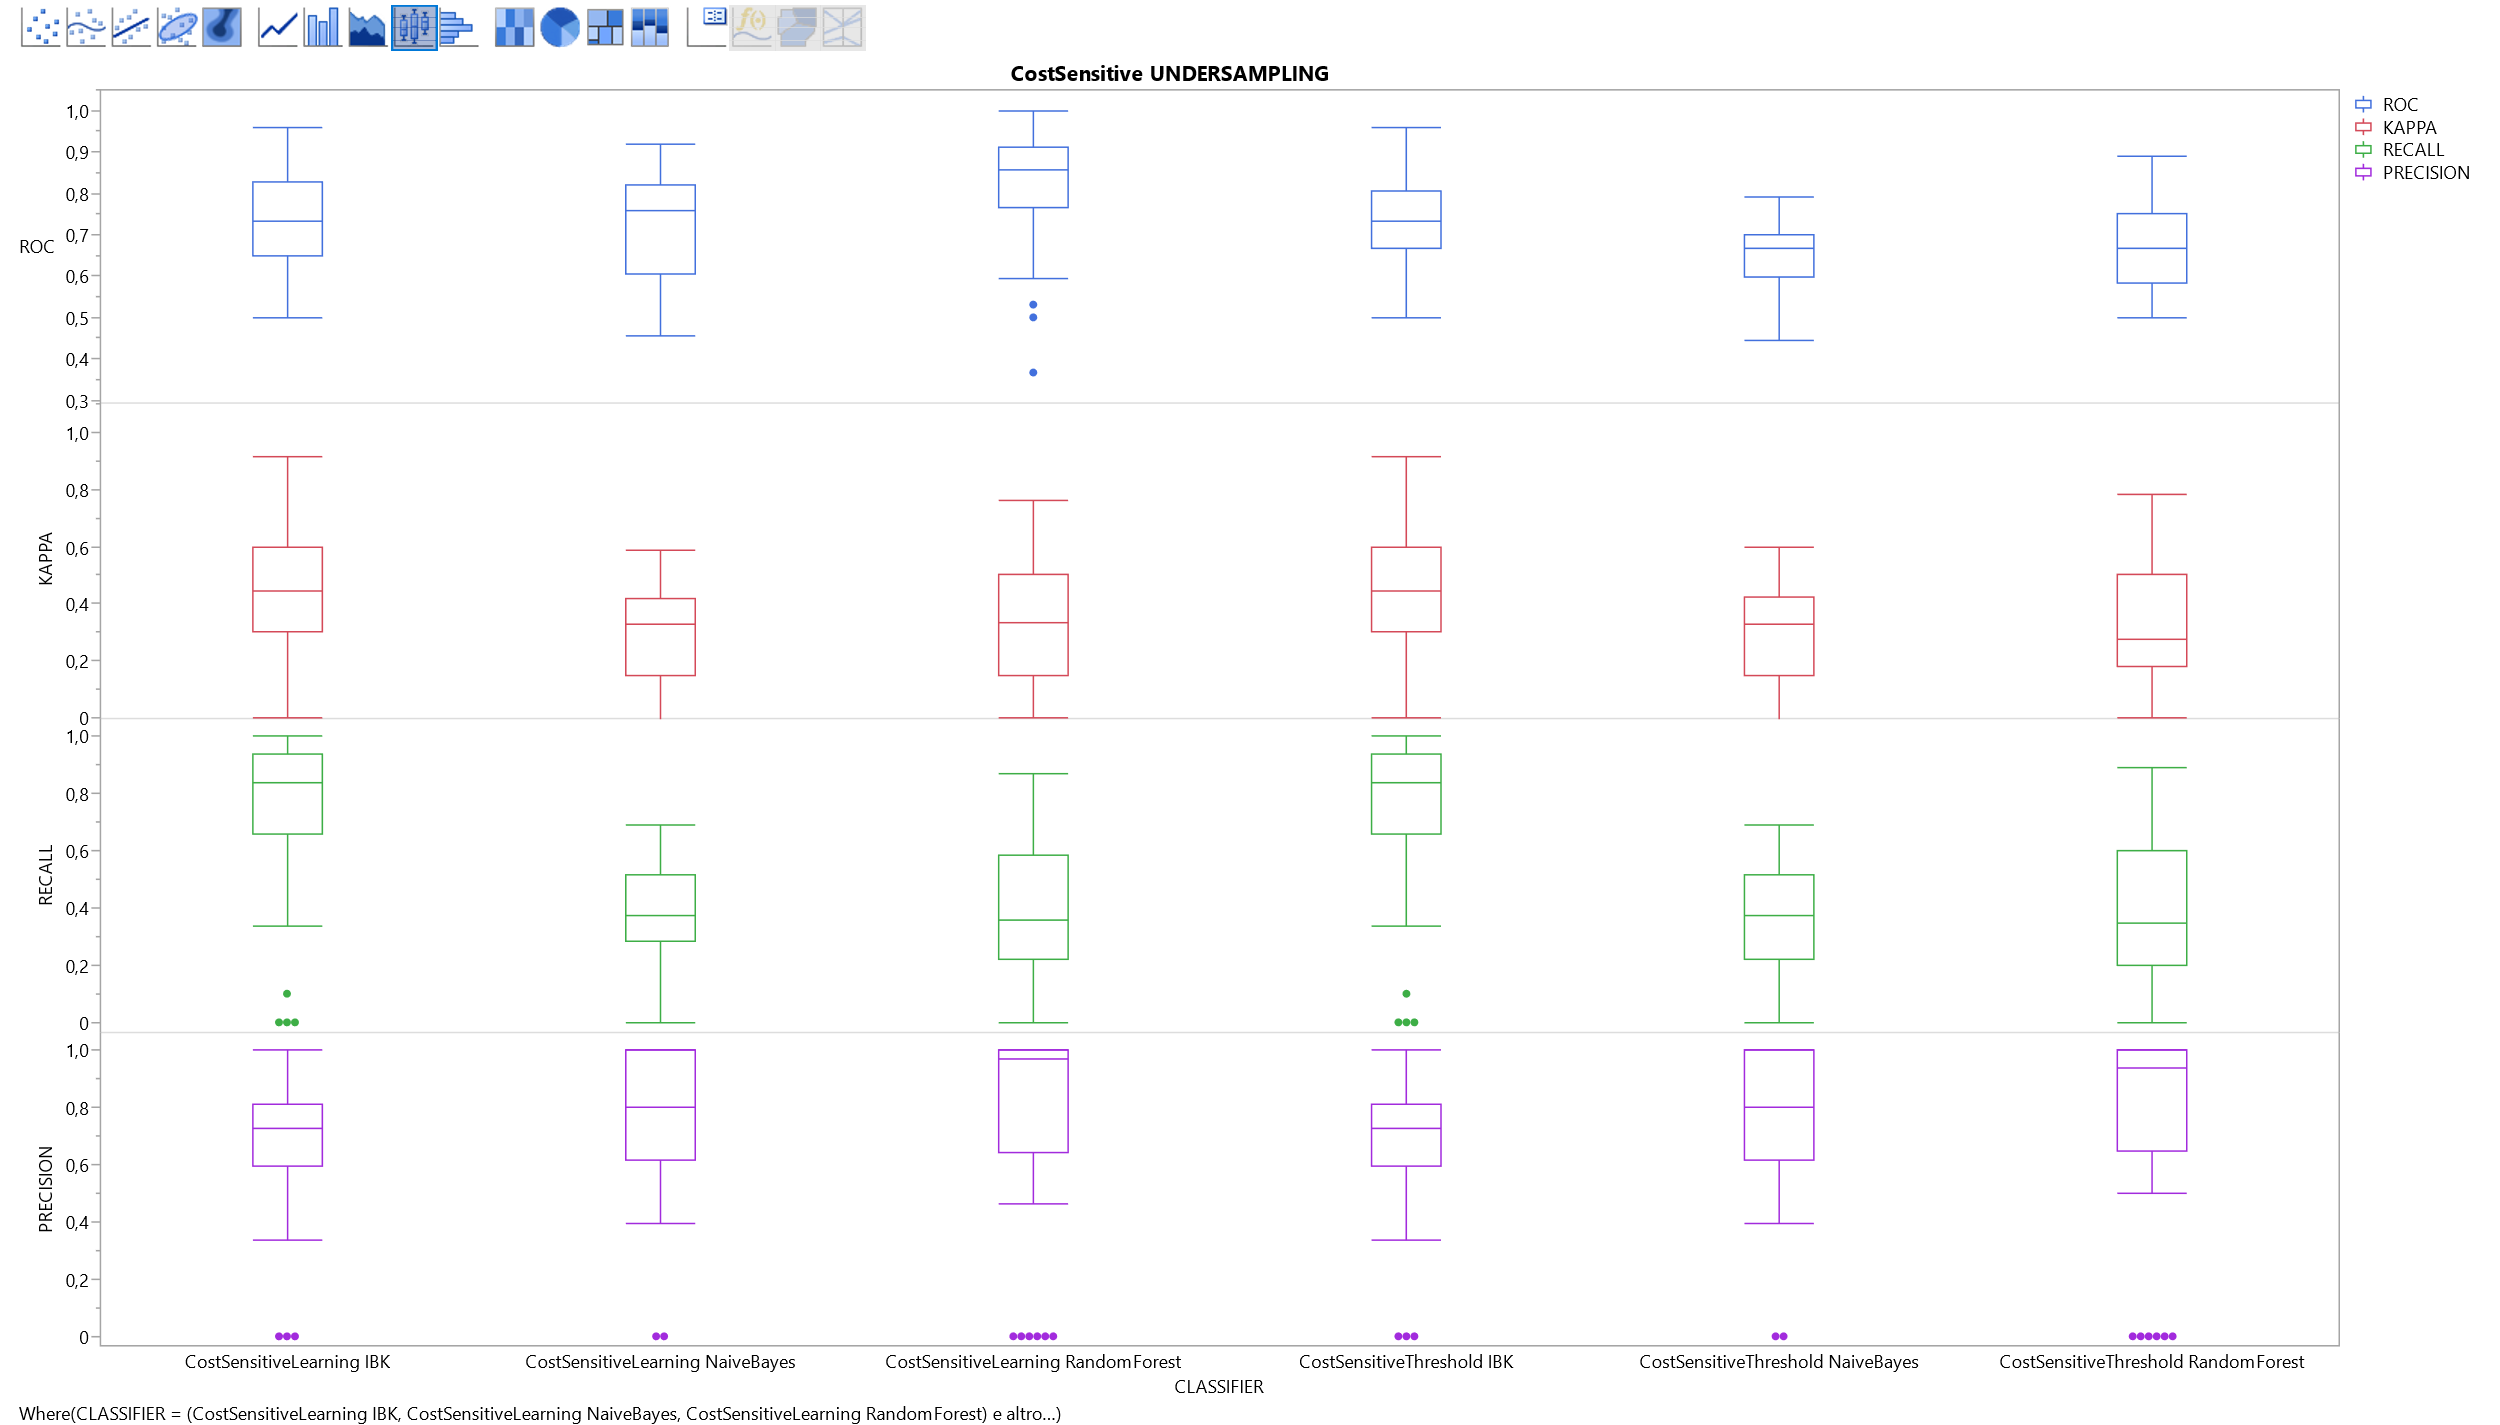 f()
CostSensitive UNDERSAMPLING
ROC
KAPPA
RECALL
PRECISION
ROC
1,0
0,9
0,8
0,7
0,6
0,5
0,4
0,3
KAPPA
1,0
0,8
0,6
0,4
0,2
0
RECALL
1,0
0,8
0,6
0,4
0,2
0
PRECISION
1,0
0,8
0,6
0,4
0,2
0
CostSensitiveLearning IBK
CostSensitiveLearning NaiveBayes
CostSensitiveLearning RandomForest
CostSensitiveThreshold IBK
CostSensitiveThreshold NaiveBayes
CostSensitiveThreshold RandomForest
CLASSIFIER
Where(CLASSIFIER = (CostSensitiveLearning IBK, CostSensitiveLearning NaiveBayes, CostSensitiveLearning RandomForest) e altro...)